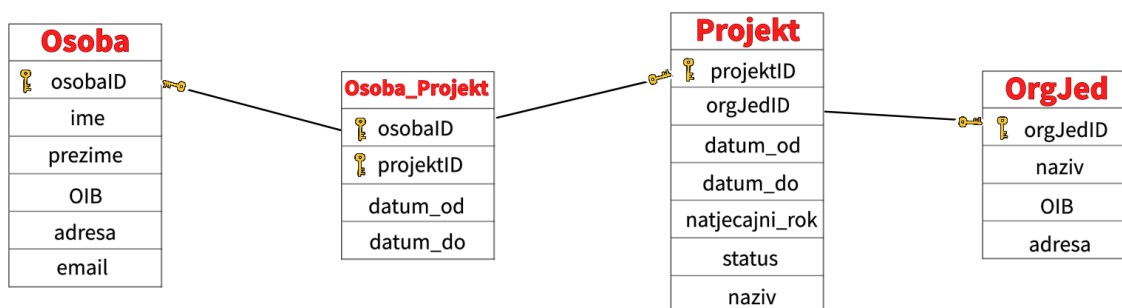 Osoba
osobaID
ime
prezime
OIB
adresa
email
Osoba_Projekt
osobaID
projektID
datum_od
datum_do
Projekt
projektID
orgJedID
datum_od
datum_do
natjecajni_rok
status
naziv
OrgJed
orgJedID
naziv
OIB
adresa